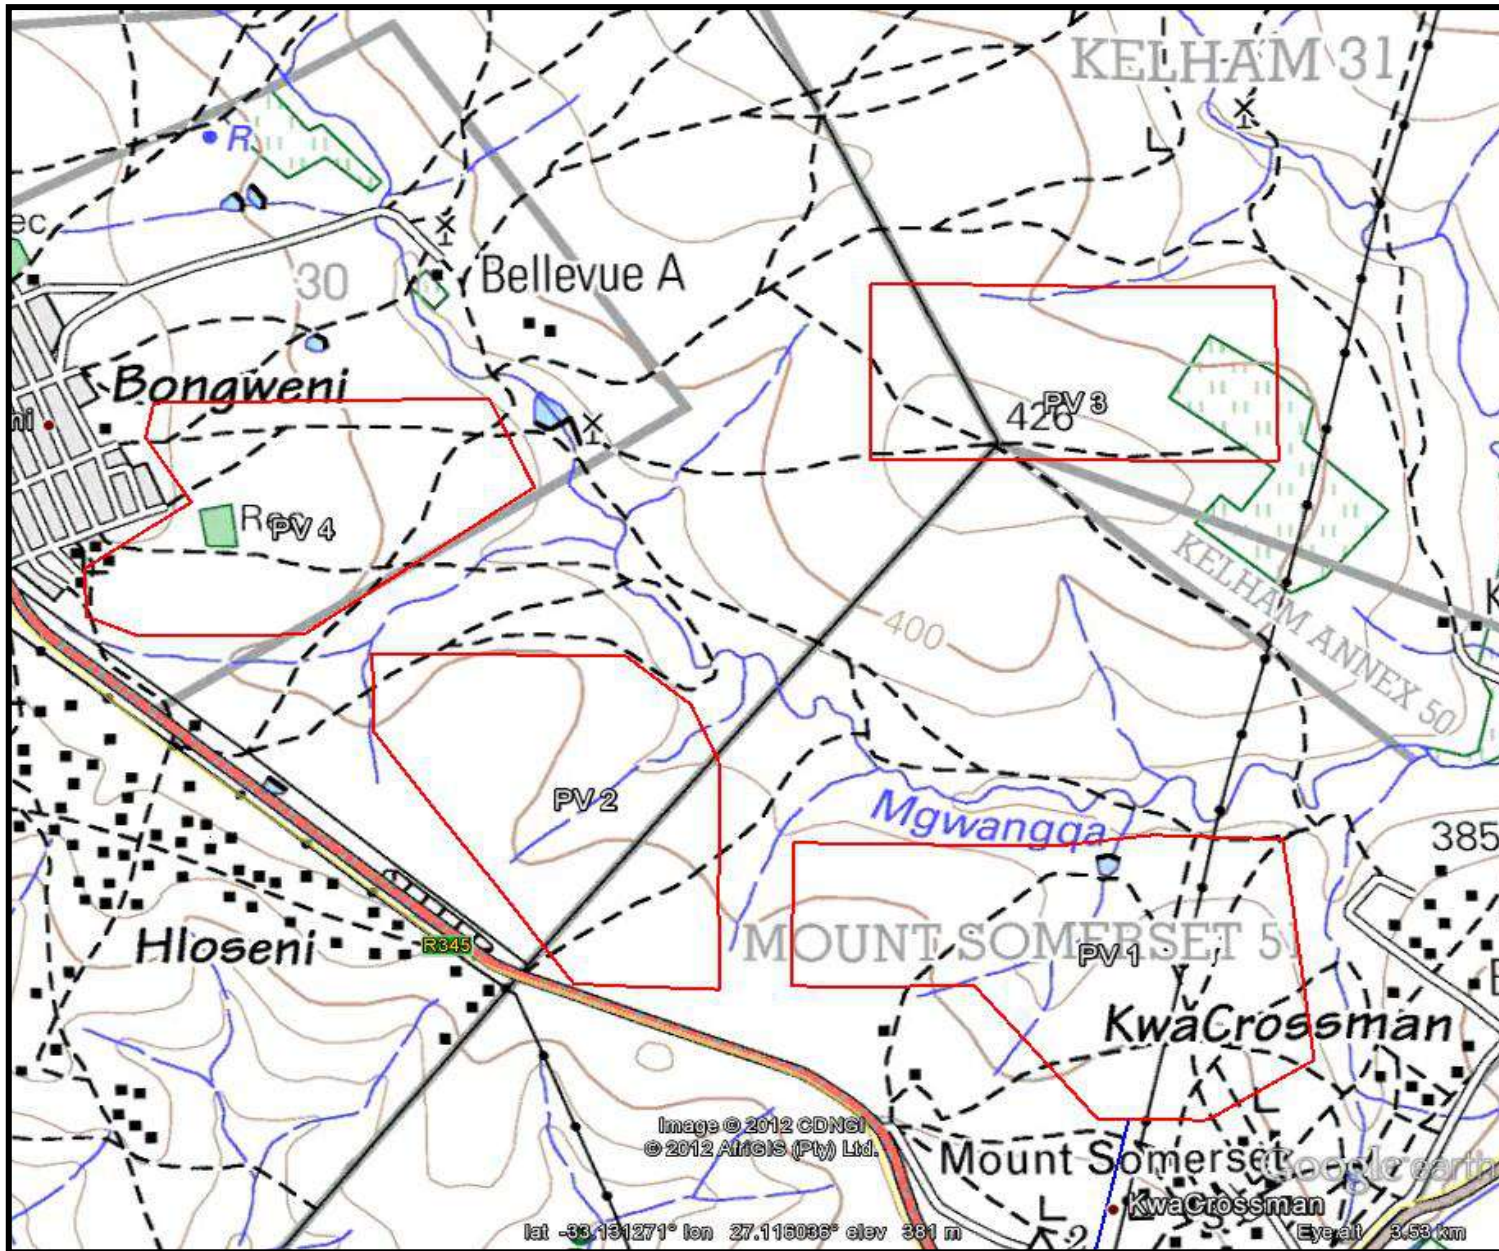 KELHAM 31
R
ec
30
Bellevue A
Bongweni
hi
426
PV 3
Rec
PV 4
KELHAM ANNEX 50
400
K
PV 2
Mgwangqa
385
MOUNT SOMERSET 5
PV 1
Hloseni
R345
KwaCrossman
E
Image © 2012 CDNGI
© 2012 AfriGIS (Pty) Ltd.
Mount Somerset
Google earth
KwaCrossman
lat -33.131271° lon 27.116036° elev 381 m
Eye alt 3.53 km